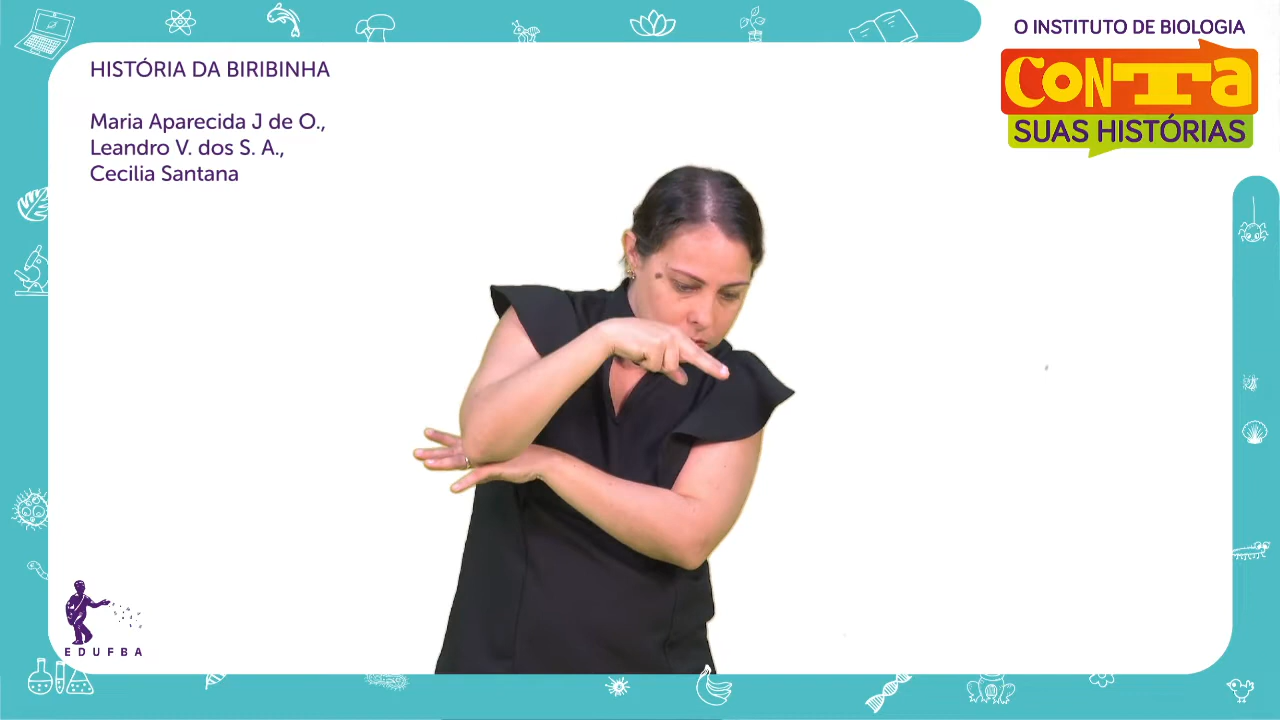 HISTÓRIA DA BIRIBINHA
Maria Aparecida J de O.,
Leandro V. dos S. A.,
Cecilia Santana
O INSTITUTO DE BIOLOGIA
CONTA
SUAS HISTÓRIAS
EDUFBA